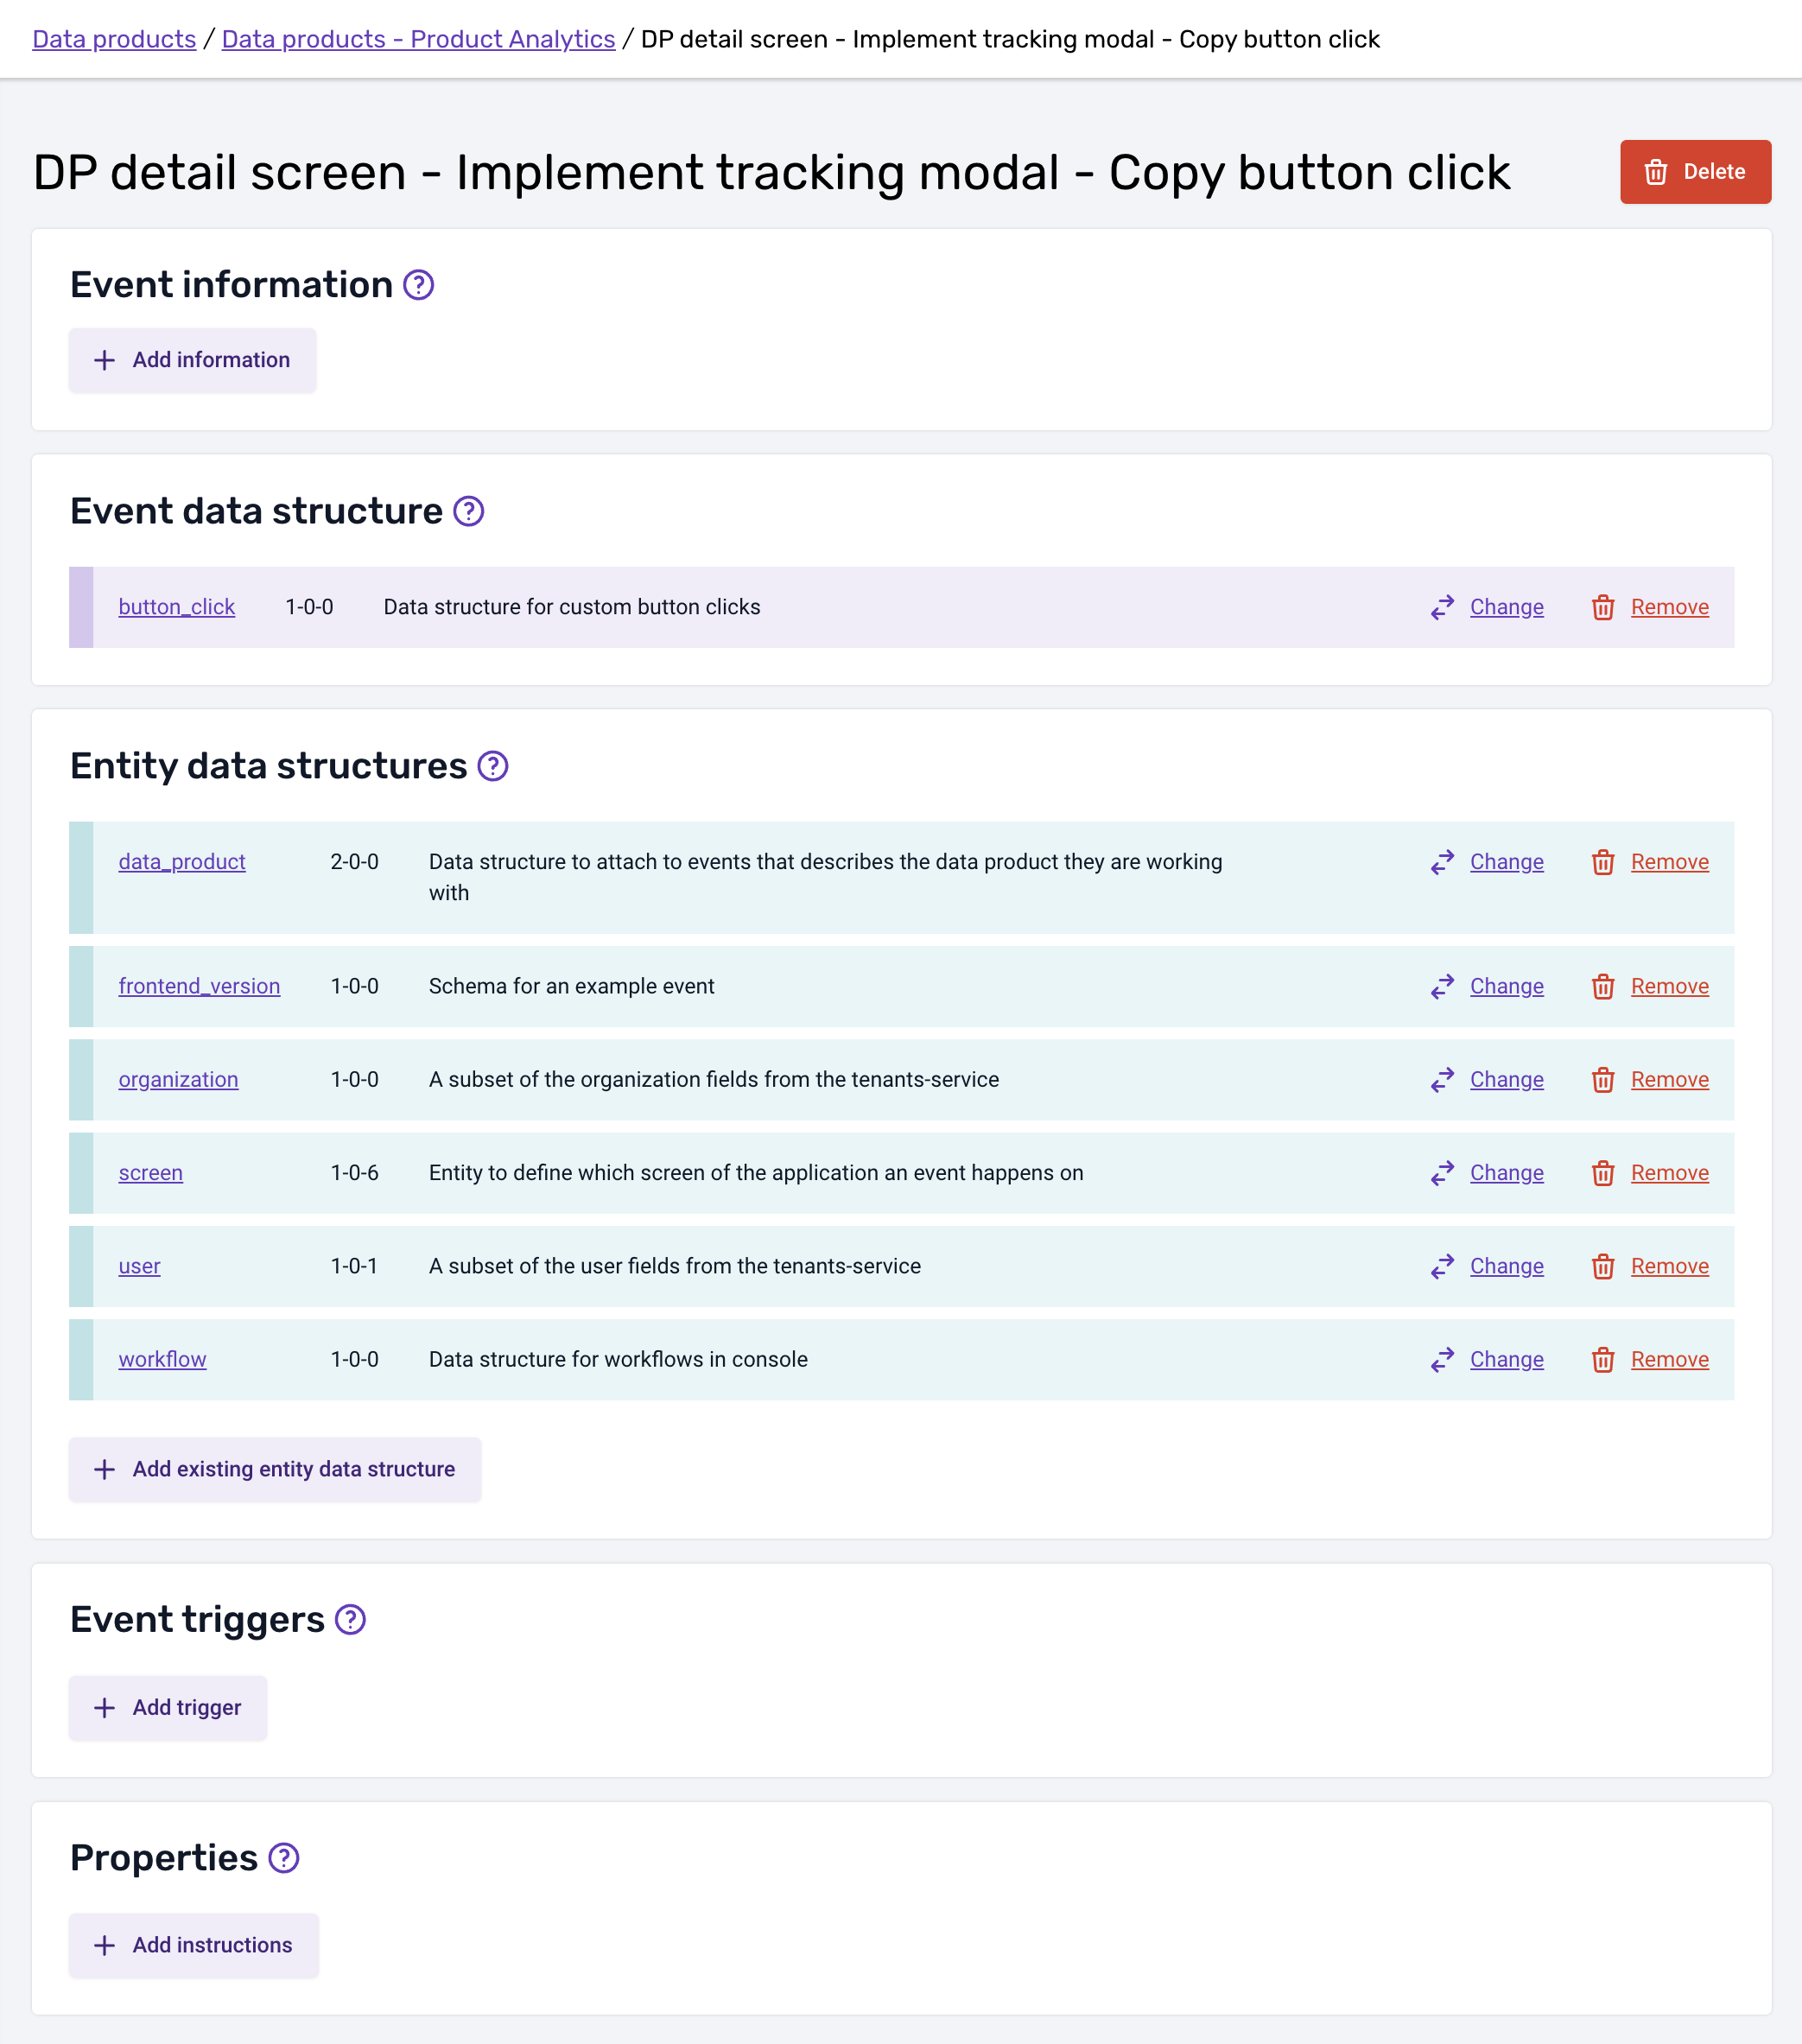 Data products / Data products - Product Analytics / DP detail screen - Implement tracking modal - Copy button click
DP detail screen - Implement tracking modal - Copy button click
Delete
Event information ?
Add information
Event data structure ?
button_click 1-0-0 Data structure for custom button clicks Change Remove
Entity data structures ?
data_product 2-0-0 Data structure to attach to events that describes the data product they are working Change Remove
with
frontend_version 1-0-0 Schema for an example event Change Remove
organization 1-0-0 A subset of the organization fields from the tenants-service Change Remove
screen 1-0-6 Entity to define which screen of the application an event happens on Change Remove
user 1-0-1 A subset of the user fields from the tenants-service Change Remove
workflow 1-0-0 Data structure for workflows in console Change Remove
Add existing entity data structure
Event triggers ?
Add trigger
Properties ?
Add instructions